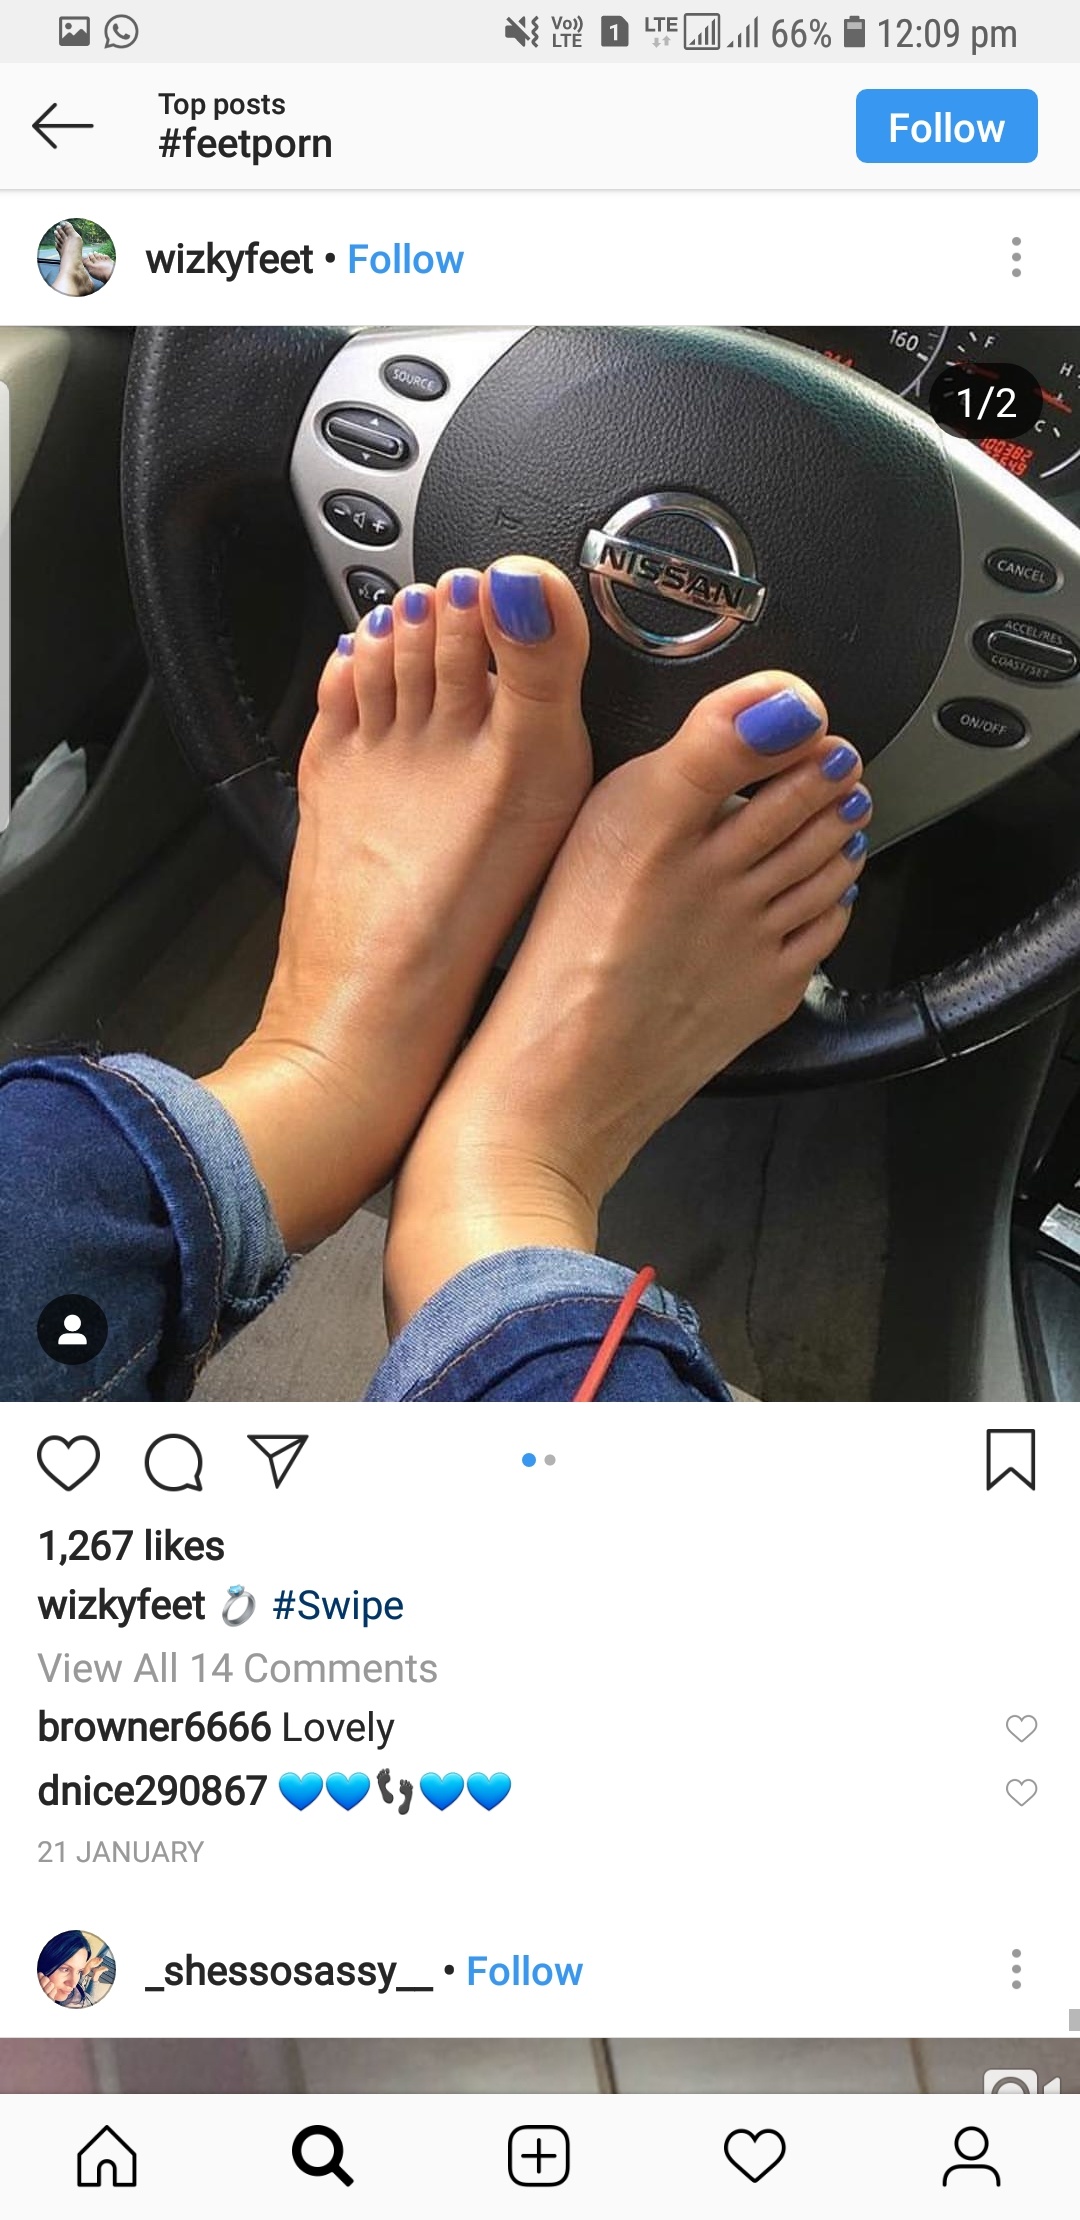 Vo)) LTE 1 LTE 66% 12:09 pm
Top posts
#feetporn
Follow
wizkyfeet • Follow
160
F
H
SOURCE
1/2
C
100382
- +
NISSAN
CANCEL
ACCEL/RES
COAST/SET
ON/OFF
1,267 likes
wizkyfeet 💍 #Swipe
View All 14 Comments
browner6666 Lovely
dnice290867 💙💙👣💙💙
21 JANUARY
_shessosassy__ • Follow